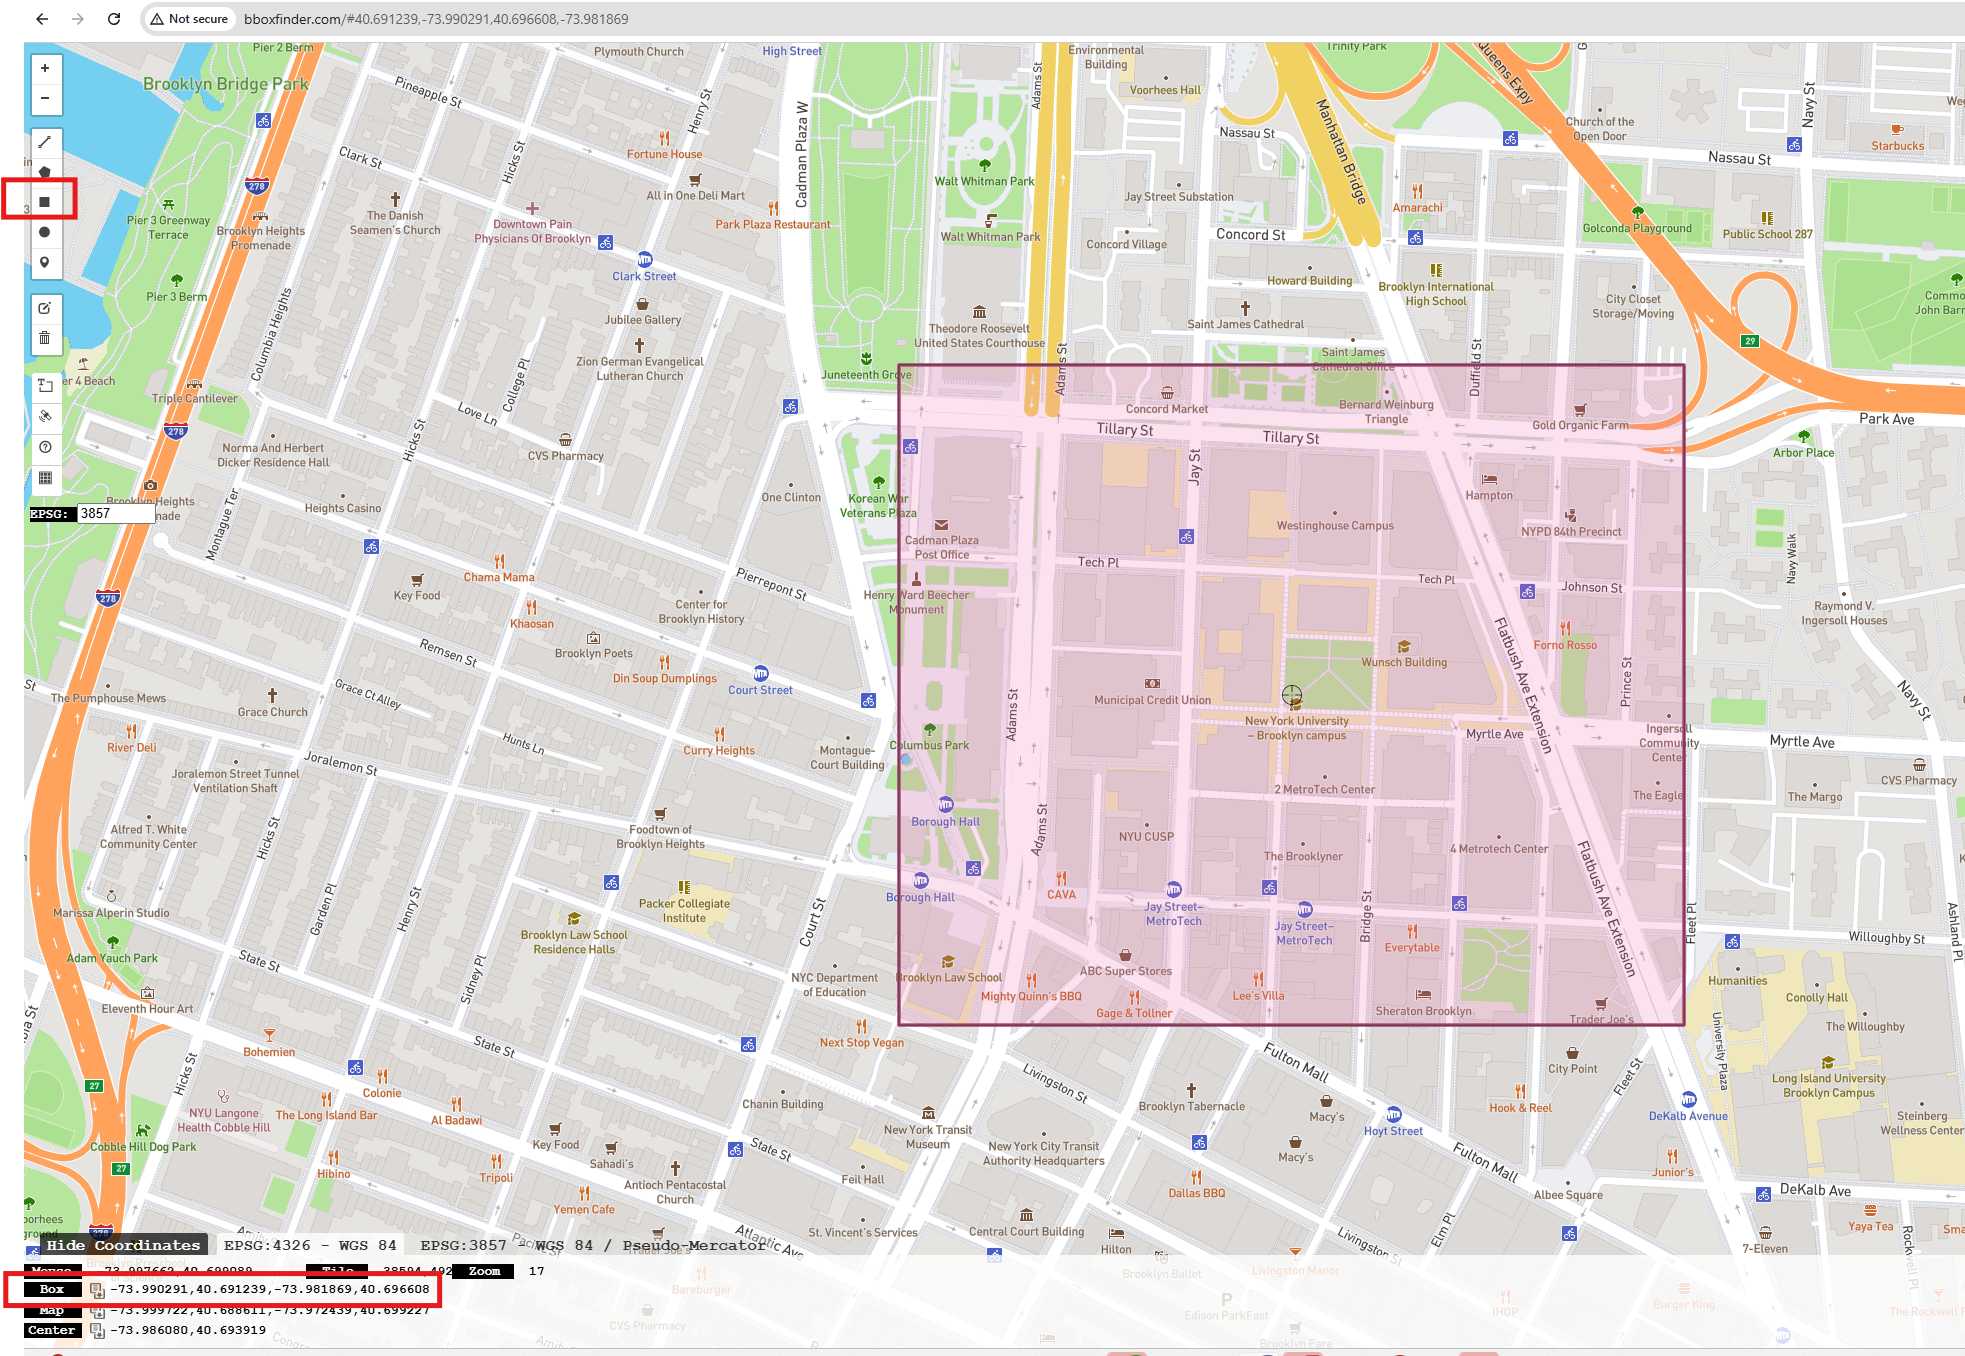 Not secure
bboxfinder.com/#40.691239,-73.990291,40.696608,-73.981869
Pier 2 Berm
Plymouth Church
High Street
Environmental
Building
Trinity Park
Queens Expy
Brooklyn Bridge Park
Pineapple St
Henry St
Adams St
Voorhees Hall
Manhattan Bridge
Navy St
Cadman Plaza W
Nassau St
Church of the
Open Door
Starbucks
Nassau St
Clark St
Hicks St
Fortune House
278
All in One Deli Mart
Walt Whitman Park
Jay Street Substation
Amarachi
Pier 3 Greenway
Terrace
Brooklyn Heights
Promenade
The Danish
Seamen's Church
Downtown Pain
Physicians Of Brooklyn
Park Plaza Restaurant
Walt Whitman Park
Concord Village
Concord St
Golconda Playground
Public School 287
Clark Street
Howard Building
Brooklyn International
High School
Pier 3 Berm
Columbia Heights
Jubilee Gallery
City Closet
Storage/Moving
Theodore Roosevelt
United States Courthouse
Saint James Cathedral
29
Zion German Evangelical
Lutheran Church
College Pl
Adams St
Saint James
Cathedral Office
Duffield St
er 4 Beach
Juneteenth Grove
Triple Cantilever
Love Ln
Concord Market
Bernard Weinburg
Triangle
Gold Organic Farm
Park Ave
278
Hicks St
Tillary St
Tillary St
Norma And Herbert
Dicker Residence Hall
CVS Pharmacy
Jay St
Arbor Place
Montague Ter
Heights Casino
One Clinton
Korean War
Veterans Plaza
Hampton
EPSG:
3857
Westinghouse Campus
NYPD 84th Precinct
Cadman Plaza
Post Office
Navy Walk
Chama Mama
Key Food
Pierrepont St
Tech Pl
Tech Pl
Johnson St
278
Henry Ward Beecher
Monument
Center for
Brooklyn History
Raymond V.
Ingersoll Houses
Khaosan
Brooklyn Poets
Remsen St
Flatbush Ave Extension
Forno Rosso
Wunsch Building
The Pumphouse Mews
Grace Ct Alley
Din Soup Dumplings
Court Street
Municipal Credit Union
Prince St
Navy St
Grace Church
Adams St
New York University
– Brooklyn campus
River Deli
Hunts Ln
Curry Heights
Montague-
Court Building
Columbus Park
Myrtle Ave
Ingersoll
Community
Center
Myrtle Ave
Joralemon Street Tunnel
Ventilation Shaft
Joralemon St
2 MetroTech Center
The Eagle
The Margo
CVS Pharmacy
Alfred T. White
Community Center
Hicks St
Foodtown of
Brooklyn Heights
Borough Hall
Adams St
NYU CUSP
The Brooklyner
4 Metrotech Center
Flatbush Ave Extension
Marissa Alperin Studio
Garden Pl
Henry St
Packer Collegiate
Institute
Court St
Borough Hall
CAVA
Jay Street–
MetroTech
Jay Street–
MetroTech
Bridge St
Fleet Pl
Ashland Pl
Brooklyn Law School
Residence Halls
Everytable
Willoughby St
Adam Yauch Park
State St
Sidney Pl
NYC Department
of Education
Brooklyn Law School
ABC Super Stores
Humanities
Eleventh Hour Art
Mighty Quinn's BBQ
Gage & Tollner
Lee's Villa
Sheraton Brooklyn
Trader Joe's
Conolly Hall
The Willoughby
Bohemien
State St
Next Stop Vegan
Fulton Mall
University Plaza
27
Hicks St
Colonie
Livingston St
City Point
Fleet St
Long Island University
Brooklyn Campus
NYU Langone
Health Cobble Hill
The Long Island Bar
Al Badawi
Chanin Building
Brooklyn Tabernacle
Macy's
Hook & Reel
DeKalb Avenue
Steinberg
Wellness Center
Cobble Hill Dog Park
Key Food
State St
New York Transit
Museum
New York City Transit
Authority Headquarters
Hoyt Street
27
Hibino
Tripoli
Sahadi's
Antioch Pentacostal
Church
Feil Hall
Macy's
Fulton Mall
Junior's
Dallas BBQ
Albee Square
DeKalb Ave
Yemen Cafe
St. Vincent's Services
Central Court Building
Elm Pl
Yaya Tea
278
Atlantic Ave
Hilton
Livingston St
7-Eleven
Hide Coordinates
EPSG:4326 - WGS 84
EPSG:3857 - WGS 84 / Pseudo-Mercator
Mouse
-73.997662,40.699089
Tile
Zoom
17
Box
-73.990291,40.691239,-73.981869,40.696608
Map
-73.999722,40.688611,-73.972439,40.699227
Center
-73.986080,40.693919
Bareburger
Brooklyn Ballet
Livingston Manor
Burger King
IHOP
Edison ParkFast
CVS Pharmacy
Brooklyn Fare